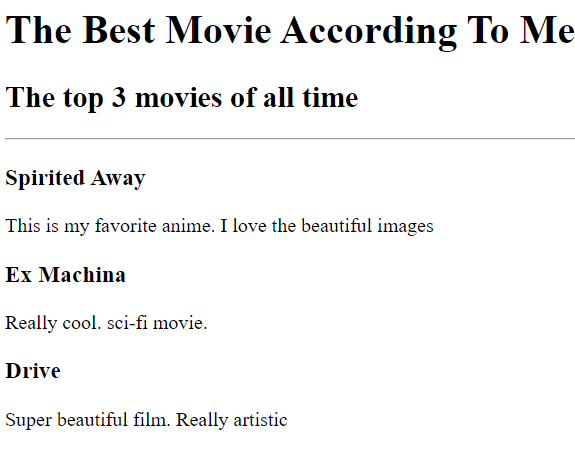 The Best Movie According To Me
The top 3 movies of all time
Spirited Away
This is my favorite anime. I love the beautiful images
Ex Machina
Really cool. sci-fi movie.
Drive
Super beautiful film. Really artistic